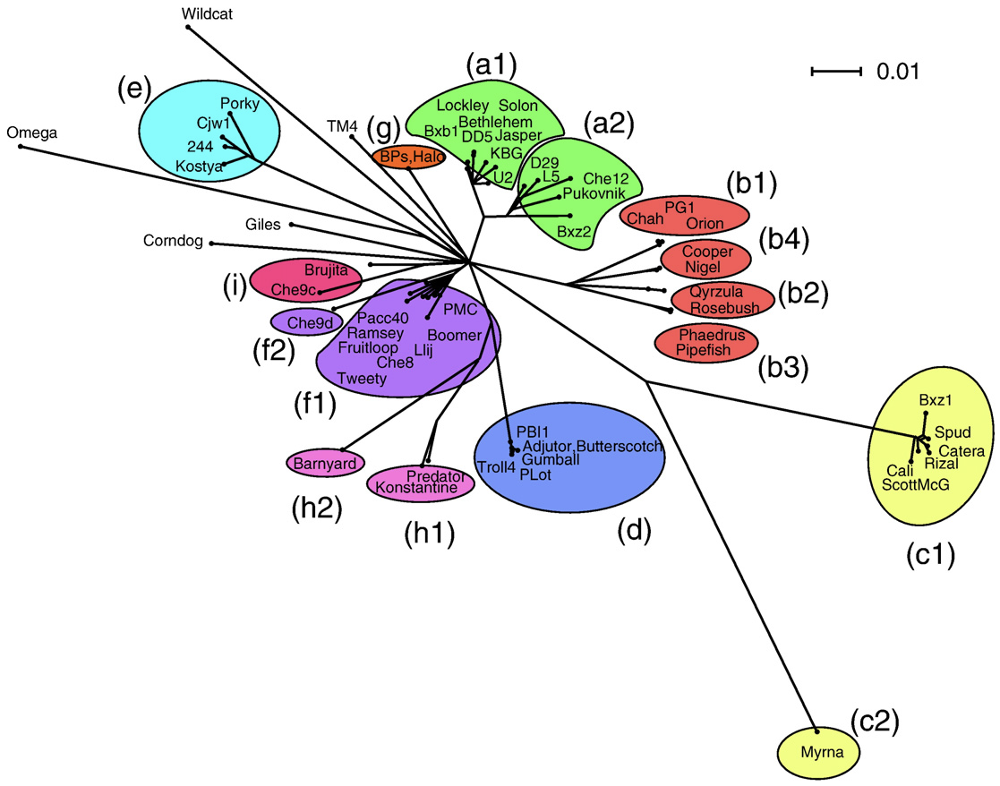 Wildcat
(a1)
0.01
(e)
Porky
Lockley Solon
(a2)
Omega
Cjw1
TM4
(g)
Bethlehem
Bxb1 DD5 Jasper
244
BPs,Halo
KBG
D29
Kostya
U2
L5
Che12
(b1)
Pukovnik
PG1
Chah
Orion
Giles
Bxz2
Corndog
(b4)
Cooper
Nigel
Brujita
(i)
Che9c
Qyrzula
(b2)
Rosebush
PMC
Che9d
Pacc40
Ramsey
Boomer
Phaedrus
(f2)
Fruitloop
Llij
Pipefish
Che8
(b3)
Tweety
(f1)
Bxz1
PBI1
Spud
Adjutor,Butterscotch
Catera
Gumball
Rizal
Barnyard
Troll4
Cali
Predator
PLot
ScottMcG
Konstantine
(h2)
(h1)
(d)
(c1)
(c2)
Myrna